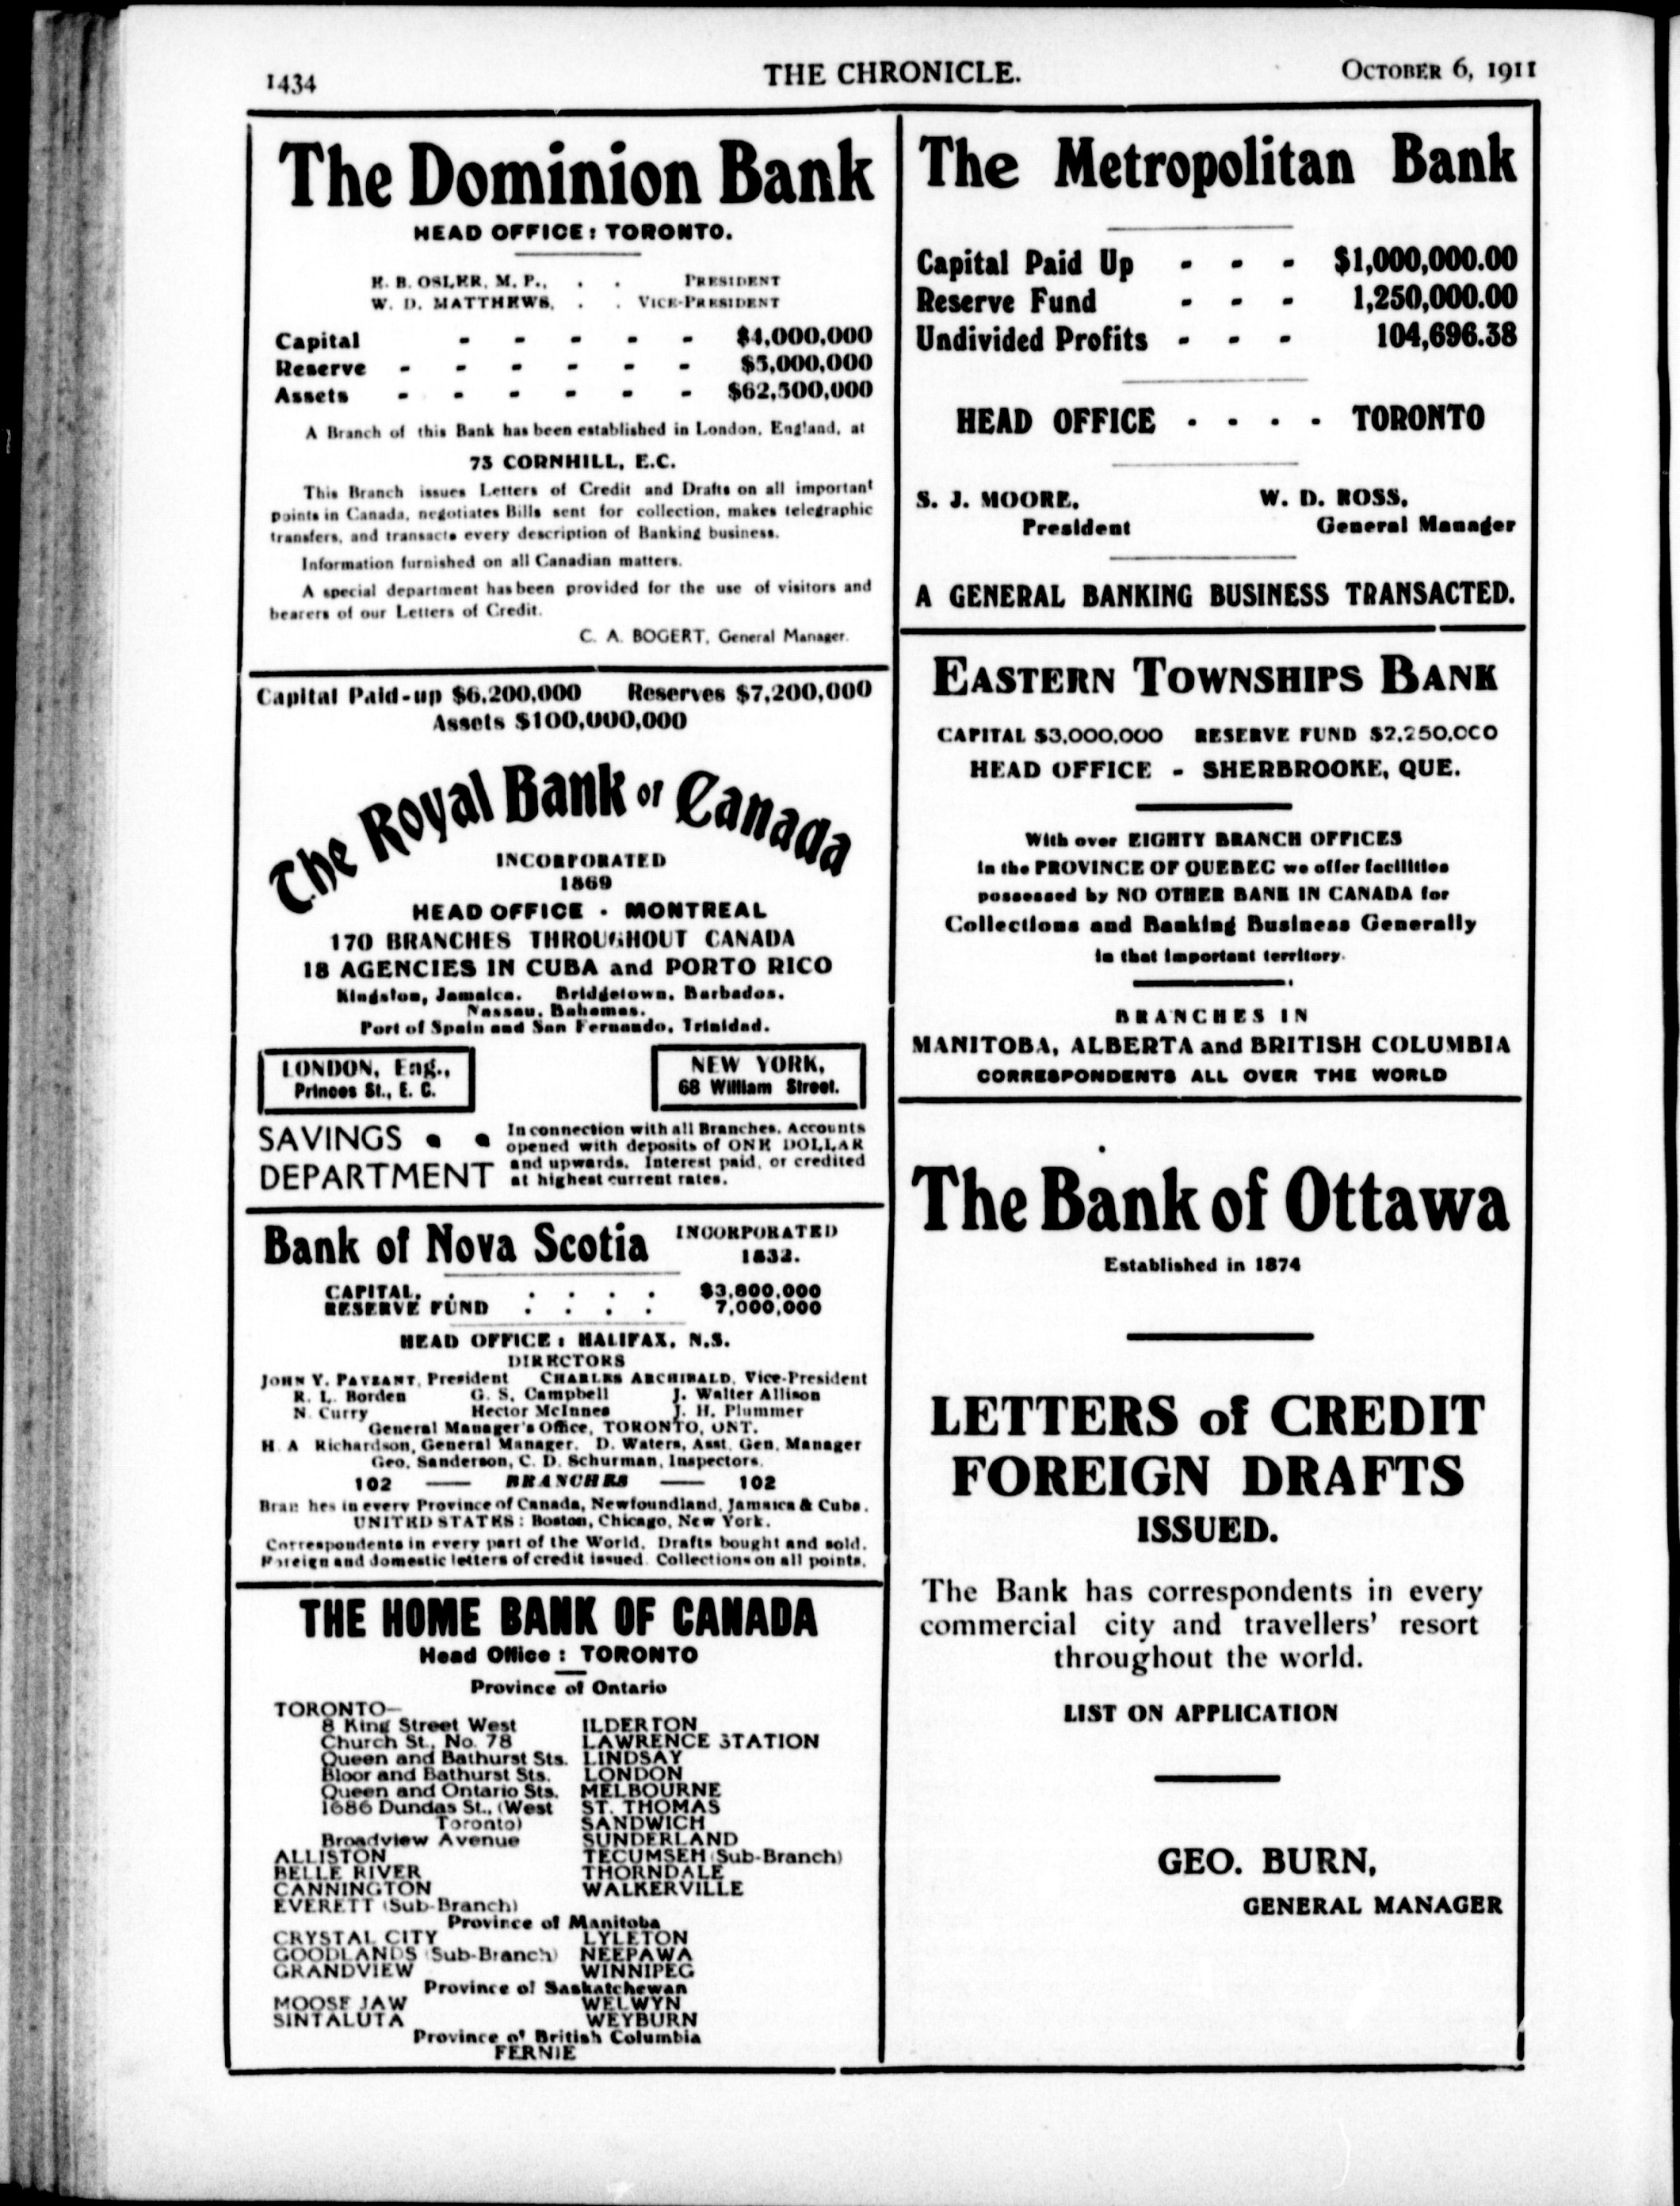 1434
THE CHRONICLE.
OCTOBER 6, 1911
The Dominion Bank
HEAD OFFICE: TORONTO.
E. B. OSLER, M. P., . . PRESIDENT
W. D. MATTHEWS, . . VICE-PRESIDENT
Capital - - - - - $4,000,000
Reserve - - - - - - $5,000,000
Assets - - - - - - $62,500,000
A Branch of this Bank has been established in London, England, at
73 CORNHILL, E.C.
This Branch issues Letters of Credit and Drafts on all important
points in Canada, negotiates Bills sent for collection, makes telegraphic
transfers, and transacts every description of Banking business.
Information furnished on all Canadian matters.
A special department has been provided for the use of visitors and
bearers of our Letters of Credit.
C. A. BOGERT, General Manager.
Capital Paid-up $6,200,000 Reserves $7,200,000
Assets $100,000,000
The Royal Bank of Canada
INCORPORATED
1869
HEAD OFFICE - MONTREAL
170 BRANCHES THROUGHOUT CANADA
18 AGENCIES IN CUBA and PORTO RICO
Kingston, Jamaica. Bridgetown, Barbados.
Nassau, Bahamas.
Port of Spain and San Fernando, Trinidad.
LONDON, Eng.,
Princes St., E. C.
NEW YORK,
68 William Street.
SAVINGS • •
DEPARTMENT
In connection with all Branches. Accounts
opened with deposits of ONE DOLLAR
and upwards. Interest paid, or credited
at highest current rates.
Bank of Nova Scotia
INCORPORATED
1832.
CAPITAL, . . . . . $3,800,000
RESERVE FUND . . . . 7,000,000
HEAD OFFICE: HALIFAX, N.S.
DIRECTORS
JOHN Y. PAYZANT, President CHARLES ARCHIBALD, Vice-President
R. L. Borden G. S. Campbell J. Walter Allison
N. Curry Hector McInnes J. H. Plummer
General Manager's Office, TORONTO, ONT.
H. A Richardson, General Manager. D. Waters, Asst. Gen. Manager
Geo. Sanderson, C. D. Schurman, Inspectors.
102 —— BRANCHES —— 102
Bran hes in every Province of Canada, Newfoundland, Jamaica & Cuba.
UNITED STATES: Boston, Chicago, New York.
Correspondents in every part of the World. Drafts bought and sold.
Foreign and domestic letters of credit issued. Collections on all points.
THE HOME BANK OF CANADA
Head Office: TORONTO
Province of Ontario
TORONTO—
8 King Street West
Church St., No. 78
Queen and Bathurst Sts.
Bloor and Bathurst Sts.
Queen and Ontario Sts.
1686 Dundas St., (West
Toronto)
Broadview Avenue
ALLISTON
BELLE RIVER
CANNINGTON
EVERETT (Sub-Branch)
ILDERTON
LAWRENCE STATION
LINDSAY
LONDON
MELBOURNE
ST. THOMAS
SANDWICH
SUNDERLAND
TECUMSEH (Sub-Branch)
THORNDALE
WALKERVILLE
Province of Manitoba
CRYSTAL CITY LYLETON
GOODLANDS (Sub-Branch) NEEPAWA
GRANDVIEW WINNIPEG
Province of Saskatchewan
MOOSE JAW WELWYN
SINTALUTA WEYBURN
Province of British Columbia
FERNIE
The Metropolitan Bank
Capital Paid Up - - - $1,000,000.00
Reserve Fund - - - 1,250,000.00
Undivided Profits - - - 104,696.38
HEAD OFFICE - - - - TORONTO
S. J. MOORE, W. D. ROSS,
President General Manager
A GENERAL BANKING BUSINESS TRANSACTED.
EASTERN TOWNSHIPS BANK
CAPITAL $3,000,000 RESERVE FUND $2,250,000
HEAD OFFICE - SHERBROOKE, QUE.
With over EIGHTY BRANCH OFFICES
in the PROVINCE OF QUEBEC we offer facilities
possessed by NO OTHER BANK IN CANADA for
Collections and Banking Business Generally
in that important territory.
BRANCHES IN
MANITOBA, ALBERTA and BRITISH COLUMBIA
CORRESPONDENTS ALL OVER THE WORLD
The Bank of Ottawa
Established in 1874
LETTERS of CREDIT
FOREIGN DRAFTS
ISSUED.
The Bank has correspondents in every
commercial city and travellers' resort
throughout the world.
LIST ON APPLICATION
GEO. BURN,
GENERAL MANAGER